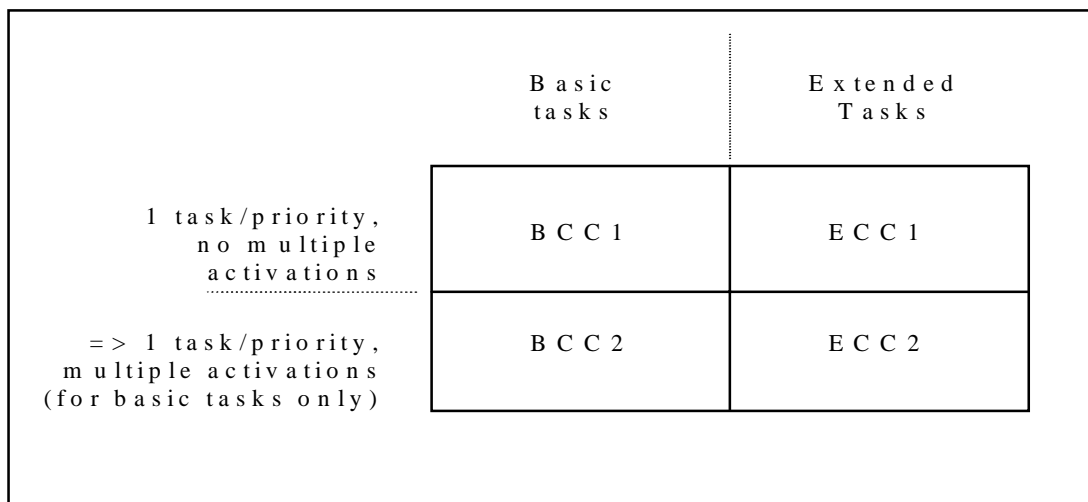 Basic
tasks
Extended
Tasks
1 task/priority,
no multiple
activations
BCC1
ECC1
=> 1 task/priority,
multiple activations
(for basic tasks only)
BCC2
ECC2